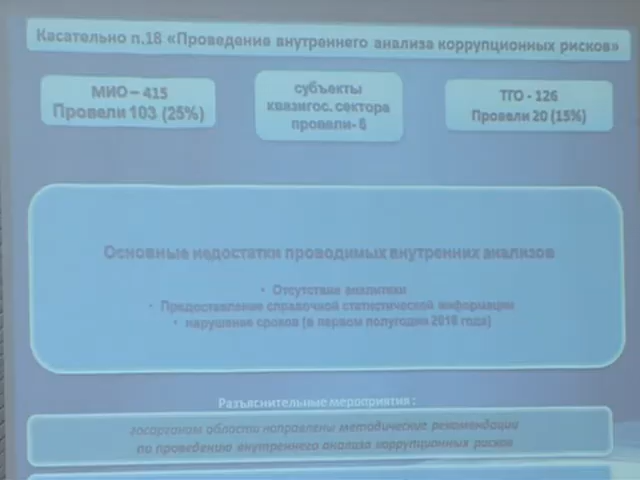 Касательно п.18 «Проведение внутреннего анализа коррупционных рисков»
МИО – 415
Провели 103 (25%)
субъекты
квазигос. сектора
провели- 6
ТГО - 126
Провели 20 (15%)
Основные недостатки проводимых внутренних анализов
• Отсутствие аналитики
• Предоставление справочной статистической информации
• нарушение сроков (в первом полугодии 2018 года)
Разъяснительные мероприятия:
госорганам области направлены методические рекомендации
по проведению внутреннего анализа коррупционных рисков